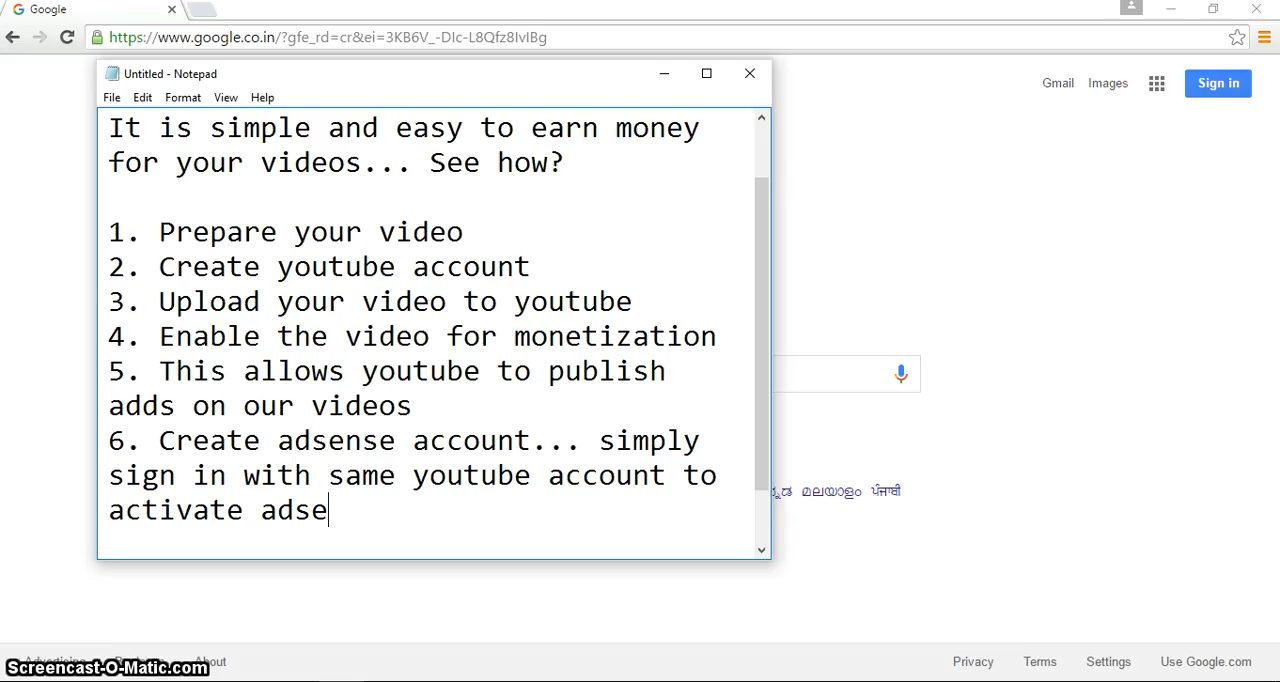 Google
https://www.google.co.in/?gfe_rd=cr&ei=3KB6V_-DIc-L8Qfz8IvIBg
Untitled - Notepad
File Edit Format View Help
Gmail Images Sign in
It is simple and easy to earn money
for your videos... See how?
1. Prepare your video
2. Create youtube account
3. Upload your video to youtube
4. Enable the video for monetization
5. This allows youtube to publish
adds on our videos
6. Create adsense account... simply
sign in with same youtube account to
activate adse
മലയാളം ਪੰਜਾਬੀ
About
Privacy Terms Settings Use Google.com
Screencast-O-Matic.com